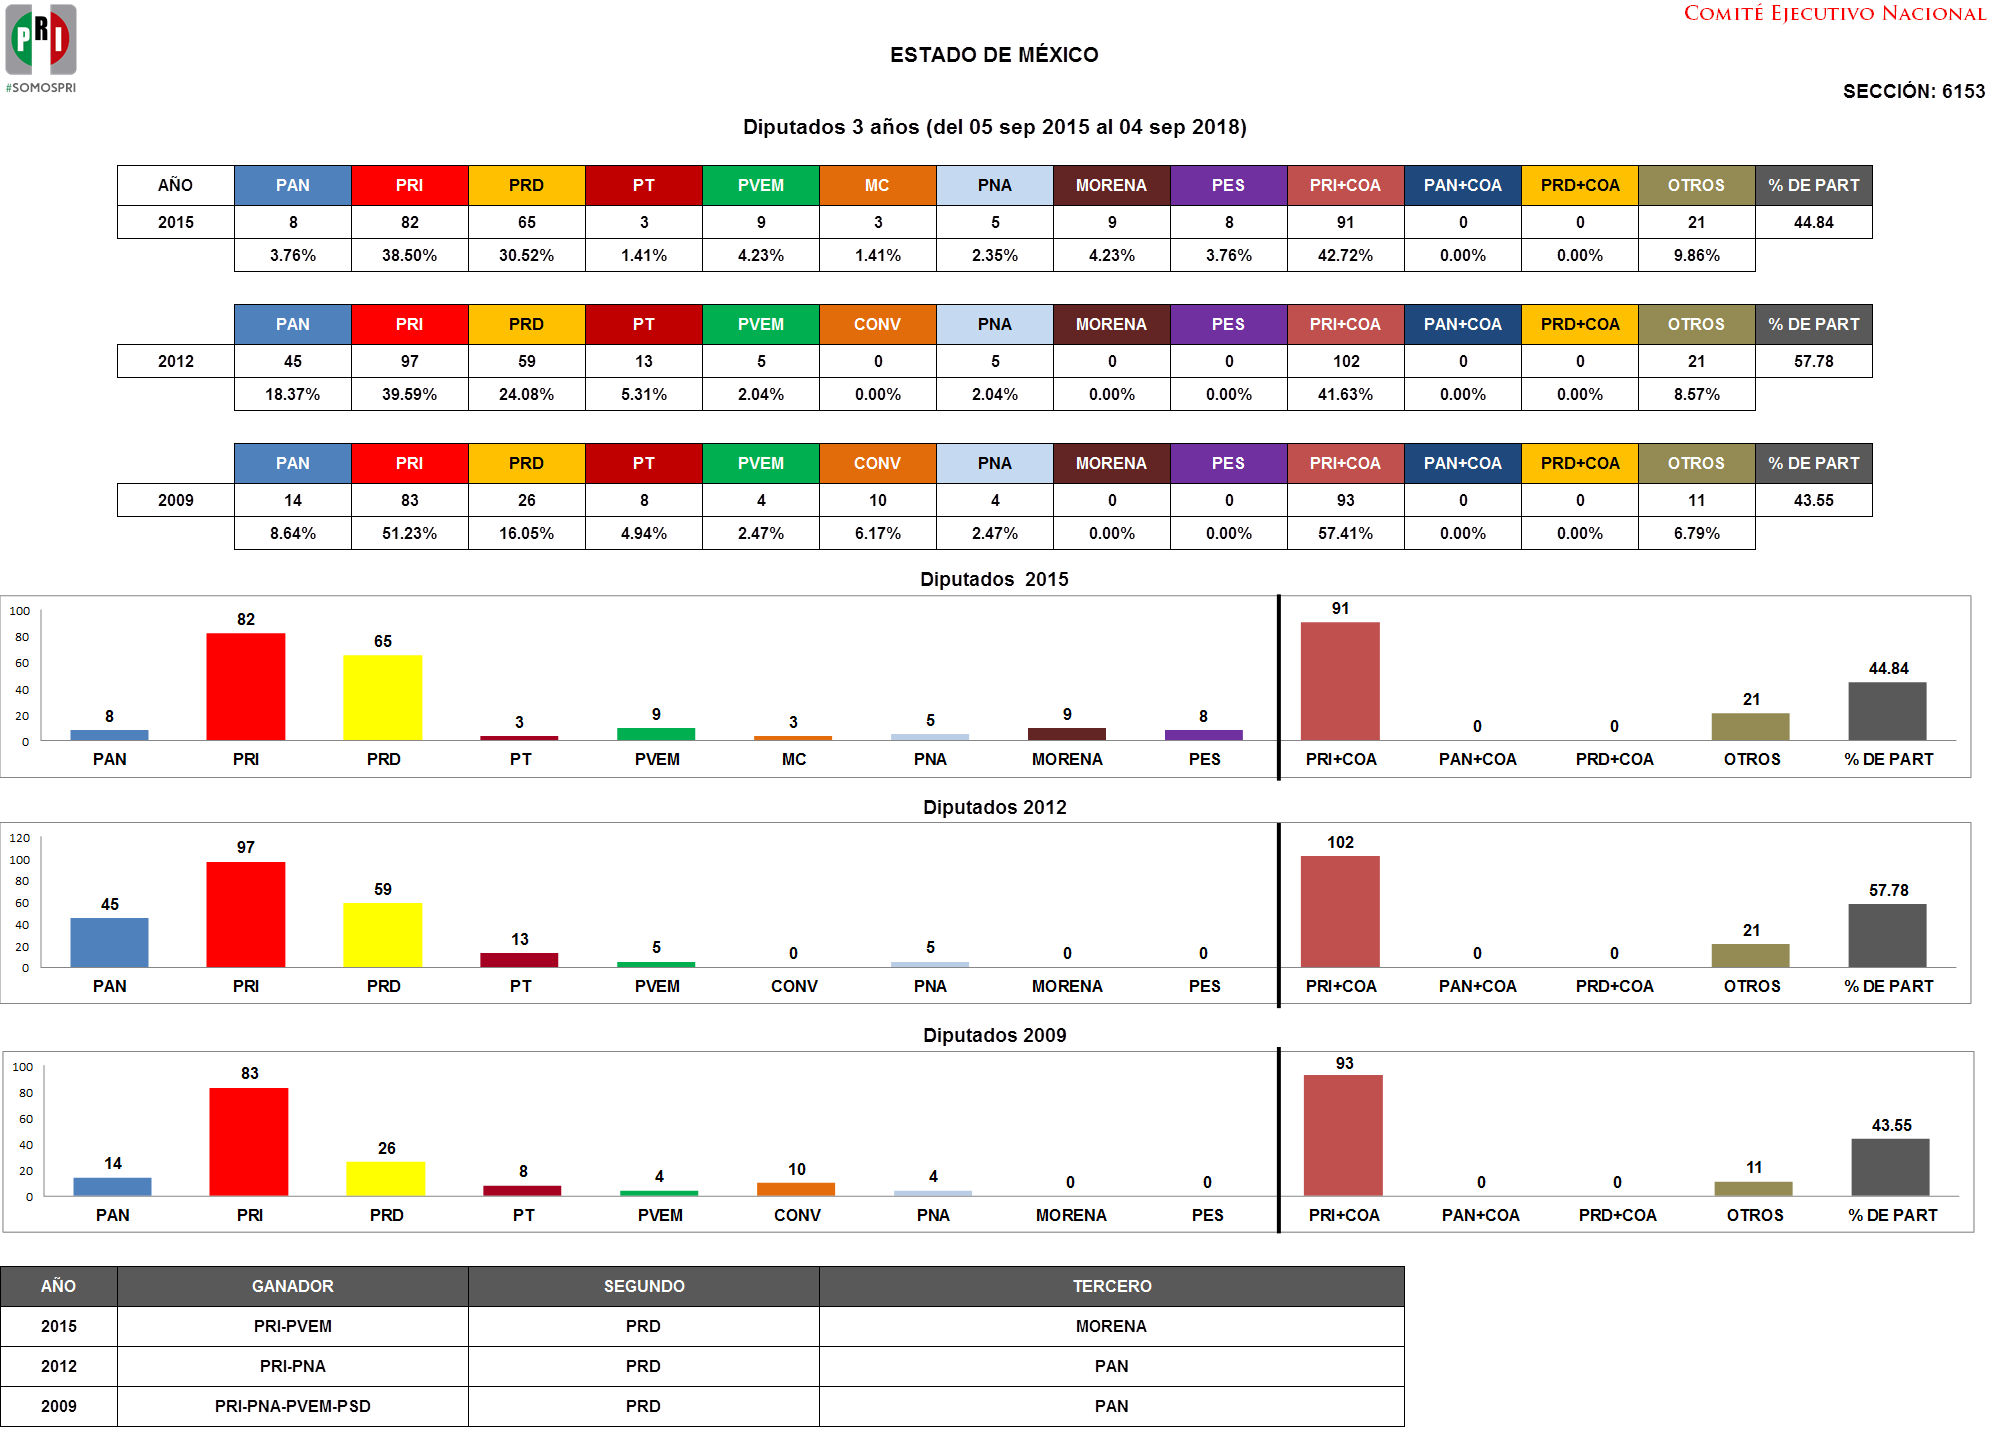 PRI
#SOMOSPRI
COMITÉ EJECUTIVO NACIONAL
ESTADO DE MÉXICO
SECCIÓN: 6153
Diputados 3 años (del 05 sep 2015 al 04 sep 2018)
AÑO PAN PRI PRD PT PVEM MC PNA MORENA PES PRI+COA PAN+COA PRD+COA OTROS % DE PART
2015 8 82 65 3 9 3 5 9 8 91 0 0 21 44.84
3.76% 38.50% 30.52% 1.41% 4.23% 1.41% 2.35% 4.23% 3.76% 42.72% 0.00% 0.00% 9.86%
PAN PRI PRD PT PVEM CONV PNA MORENA PES PRI+COA PAN+COA PRD+COA OTROS % DE PART
2012 45 97 59 13 5 0 5 0 0 102 0 0 21 57.78
18.37% 39.59% 24.08% 5.31% 2.04% 0.00% 2.04% 0.00% 0.00% 41.63% 0.00% 0.00% 8.57%
PAN PRI PRD PT PVEM CONV PNA MORENA PES PRI+COA PAN+COA PRD+COA OTROS % DE PART
2009 14 83 26 8 4 10 4 0 0 93 0 0 11 43.55
8.64% 51.23% 16.05% 4.94% 2.47% 6.17% 2.47% 0.00% 0.00% 57.41% 0.00% 0.00% 6.79%
Diputados  2015
100
80
60
40
20
0
8 82 65 3 9 3 5 9 8 91 0 0 21 44.84
PAN PRI PRD PT PVEM MC PNA MORENA PES PRI+COA PAN+COA PRD+COA OTROS % DE PART
Diputados 2012
120
100
80
60
40
20
0
45 97 59 13 5 0 5 0 0 102 0 0 21 57.78
PAN PRI PRD PT PVEM CONV PNA MORENA PES PRI+COA PAN+COA PRD+COA OTROS % DE PART
Diputados 2009
100
80
60
40
20
0
14 83 26 8 4 10 4 0 0 93 0 0 11 43.55
PAN PRI PRD PT PVEM CONV PNA MORENA PES PRI+COA PAN+COA PRD+COA OTROS % DE PART
AÑO GANADOR SEGUNDO TERCERO
2015 PRI-PVEM PRD MORENA
2012 PRI-PNA PRD PAN
2009 PRI-PNA-PVEM-PSD PRD PAN